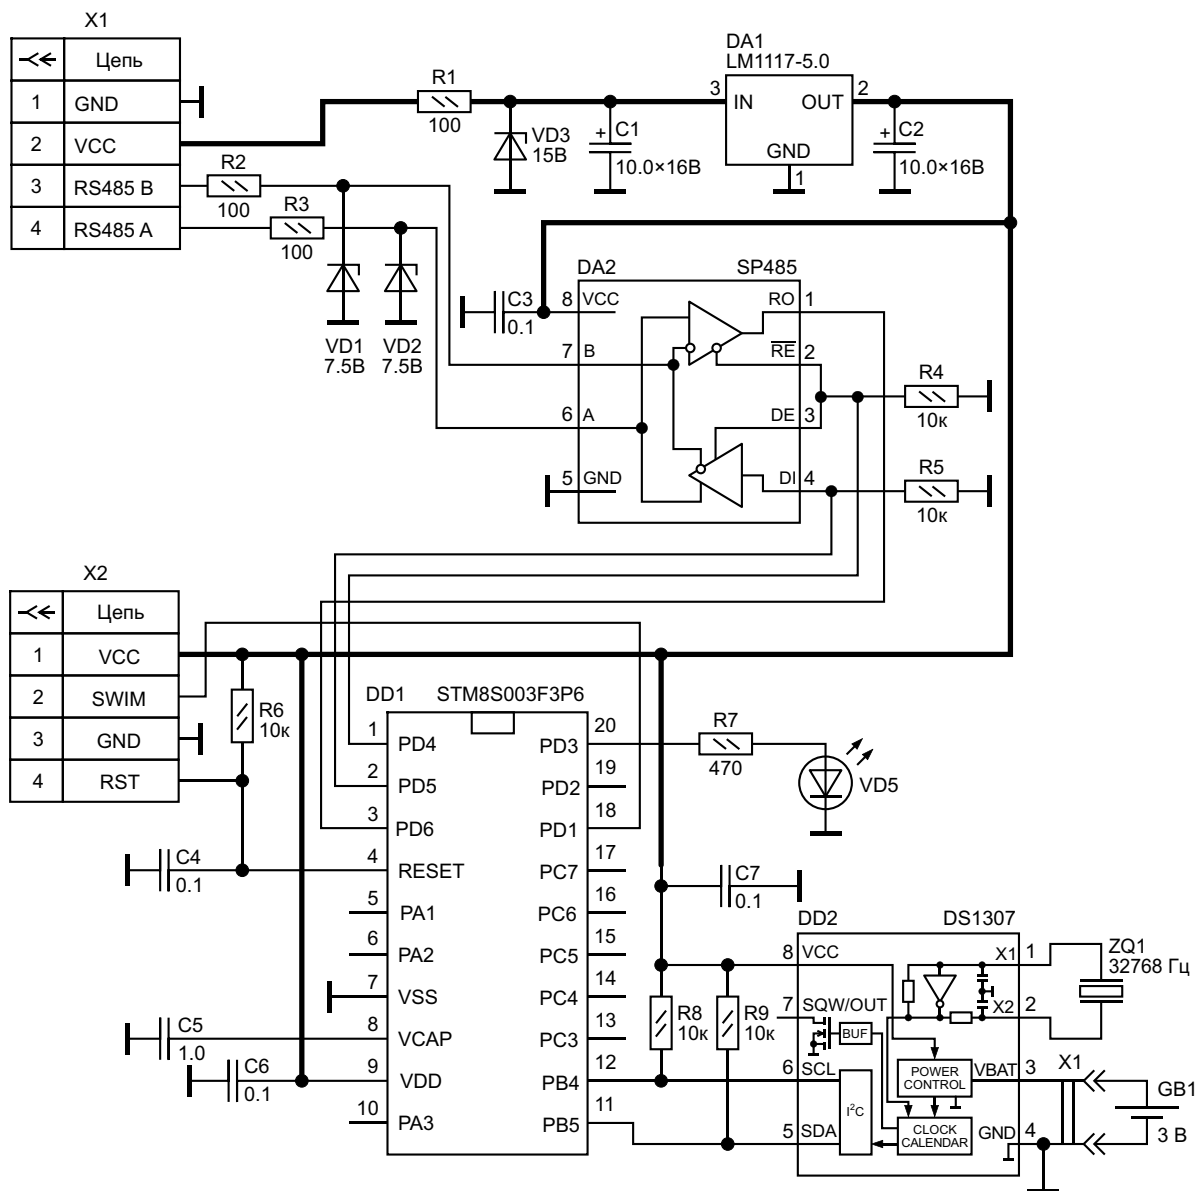 X1
Цепь
1 GND
2 VCC
3 RS485 B
4 RS485 A
R1
100
R2
100
R3
100
VD3
15В
+ C1
10.0×16В
DA1
LM1117-5.0
3 IN OUT 2
GND
1
+ C2
10.0×16В
VD1
7.5В
VD2
7.5В
C3
0.1
DA2 SP485
8 VCC RO 1
7 B RE 2
6 A DE 3
5 GND DI 4
R4
10к
R5
10к
X2
Цепь
1 VCC
2 SWIM
3 GND
4 RST
R6
10к
C4
0.1
C5
1.0
C6
0.1
DD1 STM8S003F3P6
1 PD4 PD3 20
2 PD5 PD2 19
3 PD6 PD1 18
4 RESET PC7 17
5 PA1 PC6 16
6 PA2 PC5 15
7 VSS PC4 14
8 VCAP PC3 13
9 VDD PB4 12
10 PA3 PB5 11
R7
470
VD5
C7
0.1
R8
10к
R9
10к
DD2 DS1307
8 VCC X1 1
7 SQW/OUT X2 2
BUF
6 SCL VBAT 3
5 SDA GND 4
I²C
POWER
CONTROL
CLOCK
CALENDAR
ZQ1
32768 Гц
X1
GB1
3 В